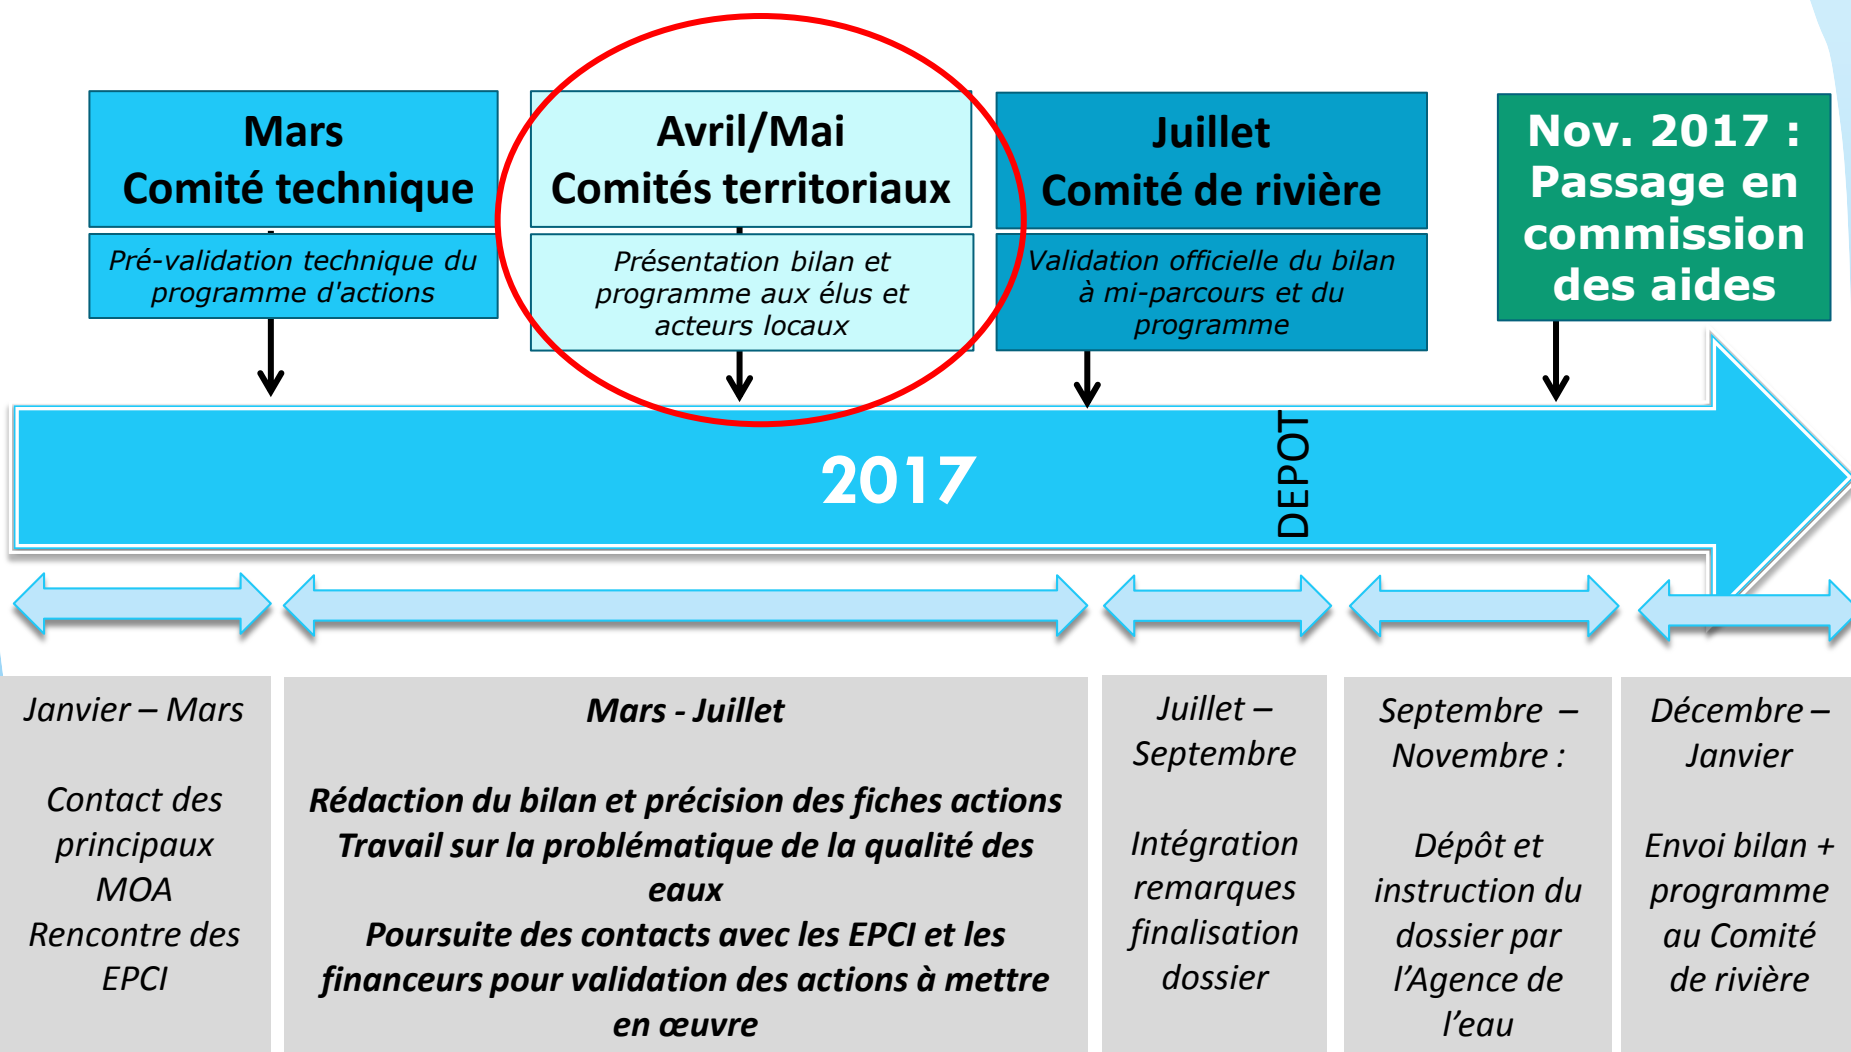 Mars
Comité technique
Pré-validation technique du
programme d'actions
Avril/Mai
Comités territoriaux
Présentation bilan et
programme aux élus et
acteurs locaux
Juillet
Comité de rivière
Validation officielle du bilan
à mi-parcours et du
programme
Nov. 2017 :
Passage en
commission
des aides
2017
DEPOT
Janvier – Mars
Contact des
principaux
MOA
Rencontre des
EPCI
Mars - Juillet
Rédaction du bilan et précision des fiches actions
Travail sur la problématique de la qualité des
eaux
Poursuite des contacts avec les EPCI et les
financeurs pour validation des actions à mettre
en œuvre
Juillet –
Septembre
Intégration
remarques
finalisation
dossier
Septembre –
Novembre :
Dépôt et
instruction du
dossier par
l’Agence de
l’eau
Décembre –
Janvier
Envoi bilan +
programme
au Comité
de rivière